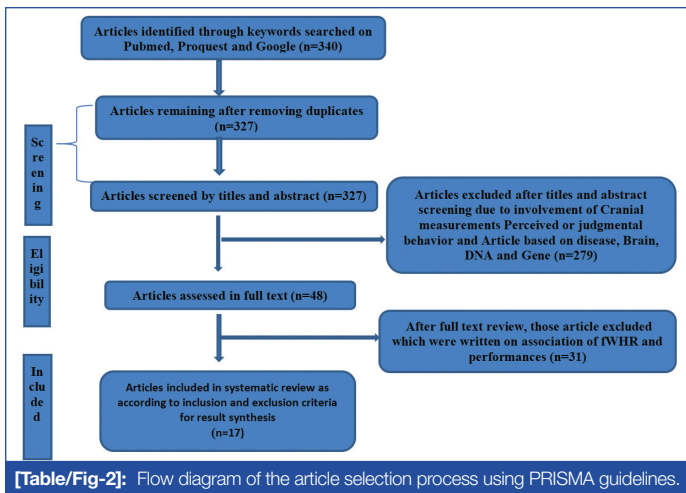 Articles identified through keywords searched on
Pubmed, Proquest and Google (n=340)
Articles remaining after removing duplicates
(n=327)
Sc
re
en
in
g
Articles screened by titles and abstract (n=327)
Articles excluded after titles and abstract
screening due to involvement of Cranial
measurements Perceived or judgmental
behavior and Article based on disease, Brain,
DNA and Gene (n=279)
El
igi
bil
ity
Articles assessed in full text (n=48)
After full text review, those article excluded
which were written on association of fWHR and
performances (n=31)
In
clu
de
d
Articles included in systematic review as
according to inclusion and exclusion criteria
for result synthesis
(n=17)
[Table/Fig-2]: Flow diagram of the article selection process using PRISMA guidelines.